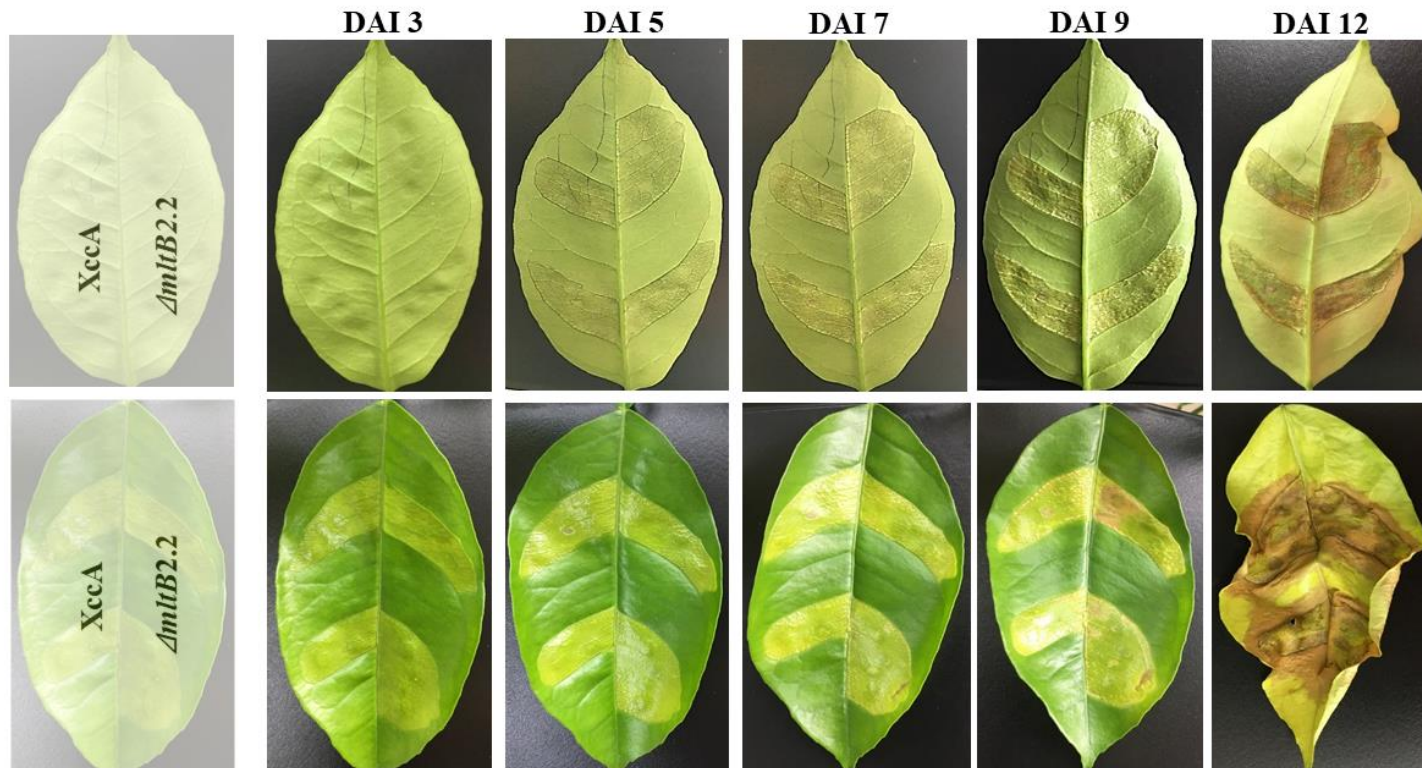 DAI 3
DAI 5
DAI 7
DAI 9
DAI 12
XccA
ΔmltB2.2
XccA
ΔmltB2.2